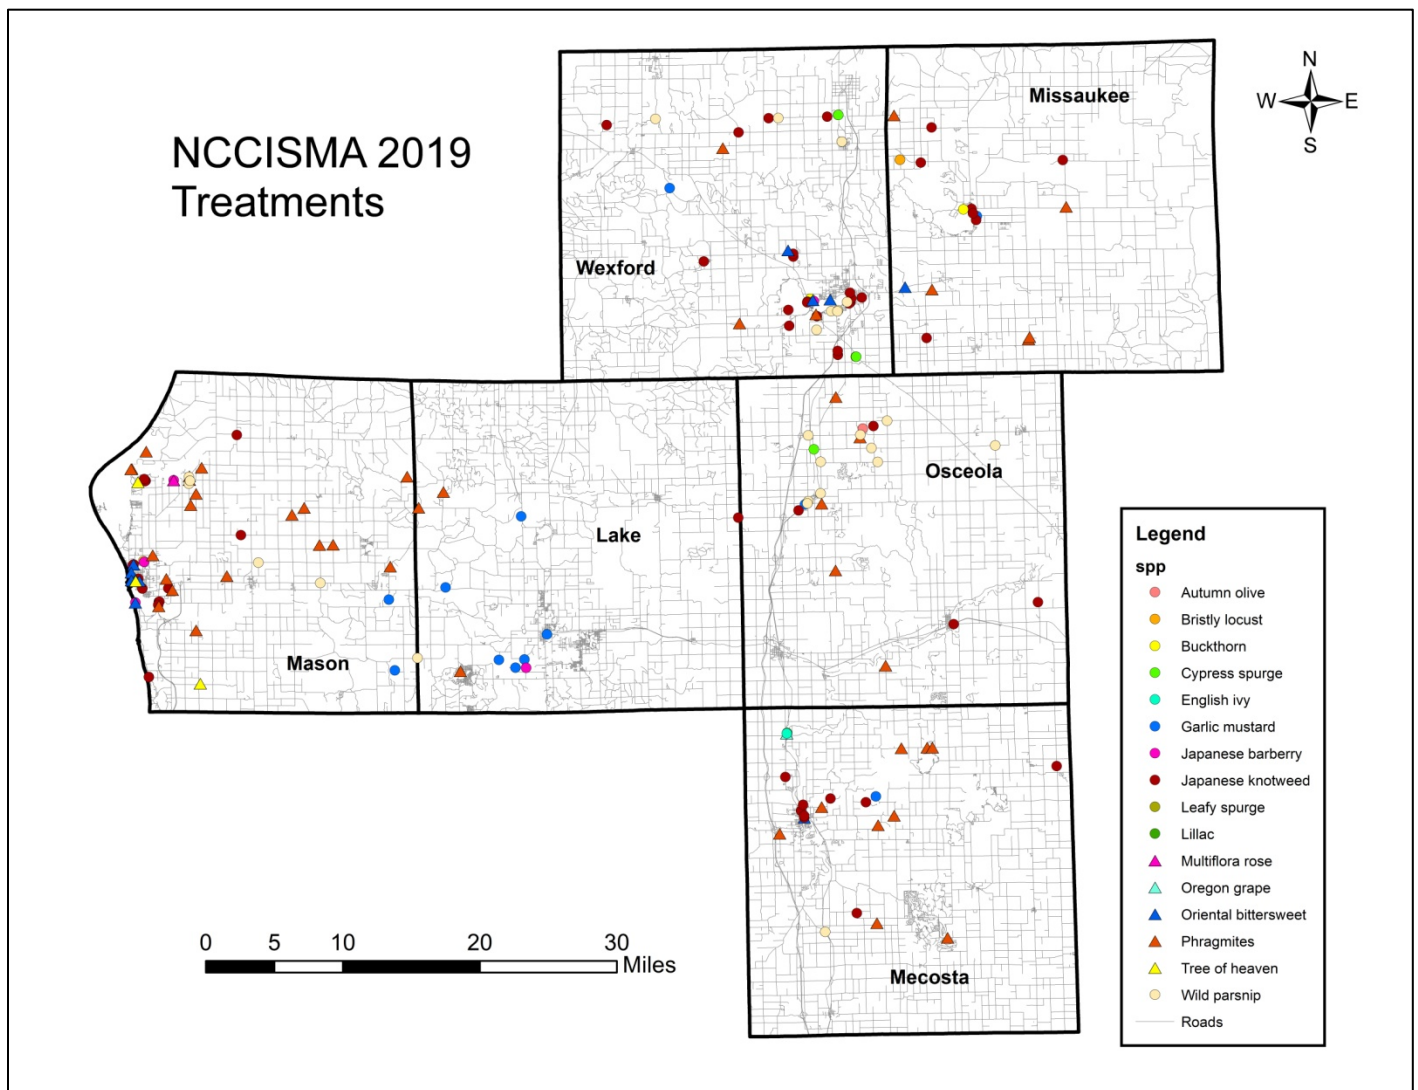 NCCISMA 2019
Treatments
N
W
E
S
Missaukee
Wexford
Osceola
Lake
Mason
Mecosta
0
5
10
20
30
Miles
Legend
spp
Autumn olive
Bristly locust
Buckthorn
Cypress spurge
English ivy
Garlic mustard
Japanese barberry
Japanese knotweed
Leafy spurge
Lillac
Multiflora rose
Oregon grape
Oriental bittersweet
Phragmites
Tree of heaven
Wild parsnip
Roads